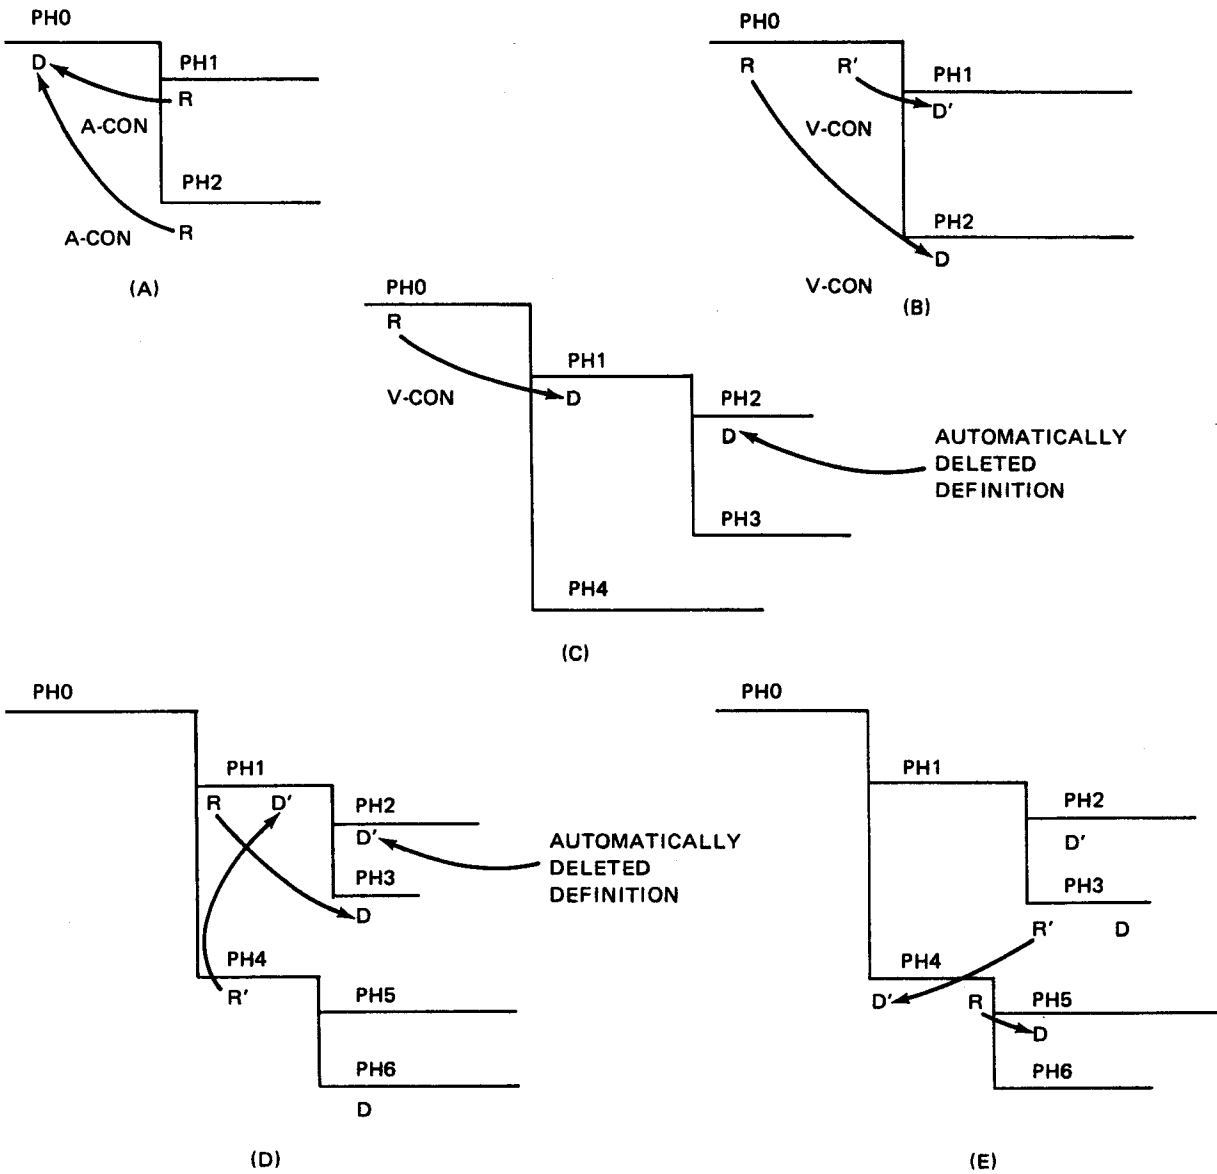 PH0
D
PH1
R
A-CON
PH2
R
A-CON
(A)
PH0
R R'
PH1
D'
V-CON
PH2
D
V-CON
(B)
PH0
R
PH1
V-CON
D
PH2
D
AUTOMATICALLY
DELETED
DEFINITION
PH3
PH4
(C)
PH0
PH1
R D'
PH2
D'
AUTOMATICALLY
DELETED
DEFINITION
PH3
D
PH4
R'
PH5
PH6
D
(D)
PH0
PH1
PH2
D'
PH3
R' D
PH4
D' R
PH5
D
PH6
(E)